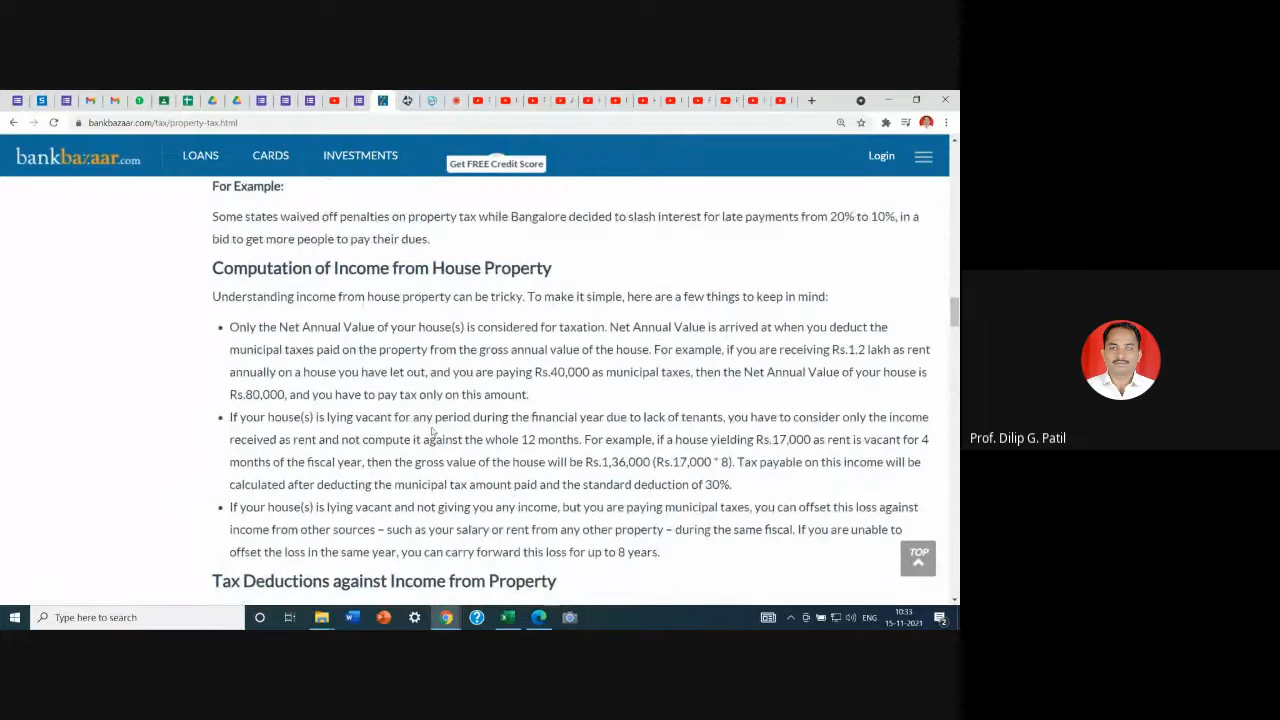 bankbazaar.com/tax/property-tax.html
bankbazaar.com
LOANS
CARDS
INVESTMENTS
Get FREE Credit Score
Login
For Example:
Some states waived off penalties on property tax while Bangalore decided to slash interest for late payments from 20% to 10%, in a
bid to get more people to pay their dues.
Computation of Income from House Property
Understanding income from house property can be tricky. To make it simple, here are a few things to keep in mind:
Only the Net Annual Value of your house(s) is considered for taxation. Net Annual Value is arrived at when you deduct the
municipal taxes paid on the property from the gross annual value of the house. For example, if you are receiving Rs.1.2 lakh as rent
annually on a house you have let out, and you are paying Rs.40,000 as municipal taxes, then the Net Annual Value of your house is
Rs.80,000, and you have to pay tax only on this amount.
If your house(s) is lying vacant for any period during the financial year due to lack of tenants, you have to consider only the income
received as rent and not compute it against the whole 12 months. For example, if a house yielding Rs.17,000 as rent is vacant for 4
months of the fiscal year, then the gross value of the house will be Rs.1,36,000 (Rs.17,000 * 8). Tax payable on this income will be
calculated after deducting the municipal tax amount paid and the standard deduction of 30%.
If your house(s) is lying vacant and not giving you any income, but you are paying municipal taxes, you can offset this loss against
income from other sources – such as your salary or rent from any other property – during the same fiscal. If you are unable to
offset the loss in the same year, you can carry forward this loss for up to 8 years.
TOP
Tax Deductions against Income from Property
Type here to search
ENG
10:33
15-11-2021
2
Prof. Dilip G. Patil